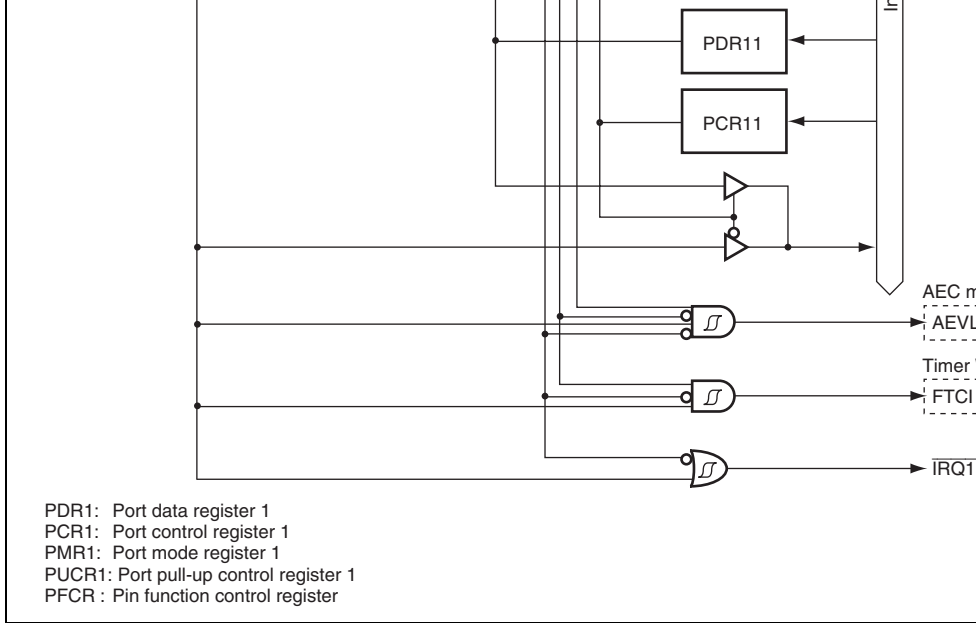 PDR11
PCR11
AEC
AEVL
Timer
FTCI
IRQ1
PDR1: Port data register 1
PCR1: Port control register 1
PMR1: Port mode register 1
PUCR1: Port pull-up control register 1
PFCR : Pin function control register